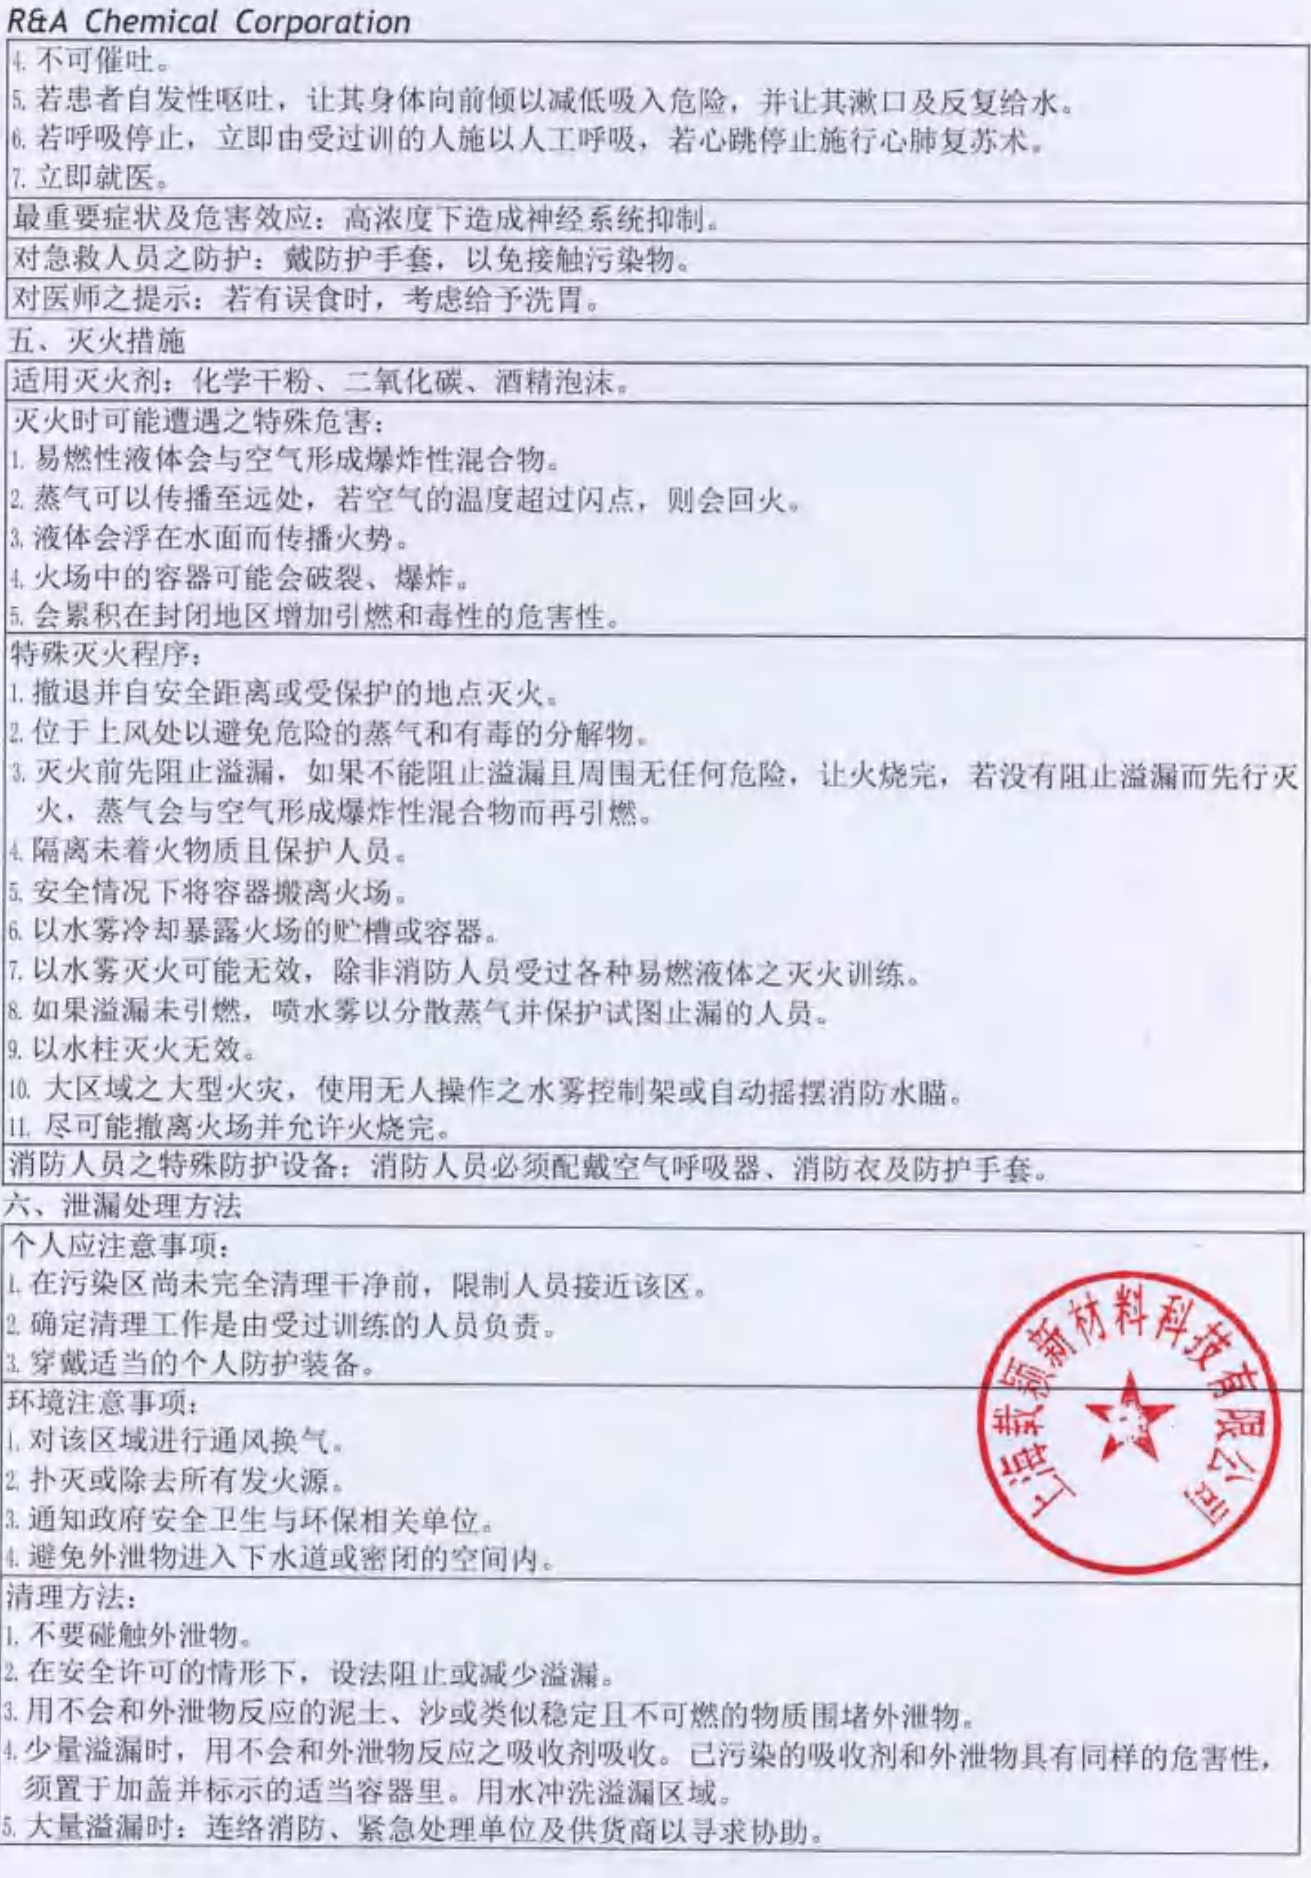 R&A Chemical Corporation
4. 不可催吐。
5. 若患者自发性呕吐，让其身体向前倾以减低吸入危险，并让其漱口及反复给水。
6. 若呼吸停止，立即由受过训的人施以人工呼吸，若心跳停止施行心肺复苏术。
7. 立即就医。
最重要症状及危害效应：高浓度下造成神经系统抑制。
对急救人员之防护：戴防护手套，以免接触污染物。
对医师之提示：若有误食时，考虑给予洗胃。
五、灭火措施
适用灭火剂：化学干粉、二氧化碳、酒精泡沫。
灭火时可能遭遇之特殊危害：
1. 易燃性液体会与空气形成爆炸性混合物。
2. 蒸气可以传播至远处，若空气的温度超过闪点，则会回火。
3. 液体会浮在水面而传播火势。
4. 火场中的容器可能会破裂、爆炸。
5. 会累积在封闭地区增加引燃和毒性的危害性。
特殊灭火程序：
1. 撤退并自安全距离或受保护的地点灭火。
2. 位于上风处以避免危险的蒸气和有毒的分解物。
3. 灭火前先阻止溢漏，如果不能阻止溢漏且周围无任何危险，让火烧完，若没有阻止溢漏而先行灭
火，蒸气会与空气形成爆炸性混合物而再引燃。
4. 隔离未着火物质且保护人员。
5. 安全情况下将容器搬离火场。
6. 以水雾冷却暴露火场的贮槽或容器。
7. 以水雾灭火可能无效，除非消防人员受过各种易燃液体之灭火训练。
8. 如果溢漏未引燃，喷水雾以分散蒸气并保护试图止漏的人员。
9. 以水柱灭火无效。
10. 大区域之大型火灾，使用无人操作之水雾控制架或自动摇摆消防水瞄。
11. 尽可能撤离火场并允许火烧完。
消防人员之特殊防护设备：消防人员必须配戴空气呼吸器、消防衣及防护手套。
六、泄漏处理方法
个人应注意事项：
1. 在污染区尚未完全清理干净前，限制人员接近该区。
2. 确定清理工作是由受过训练的人员负责。
3. 穿戴适当的个人防护装备。
环境注意事项：
1. 对该区域进行通风换气。
2. 扑灭或除去所有发火源。
3. 通知政府安全卫生与环保相关单位。
4. 避免外泄物进入下水道或密闭的空间内。
上海载颖新材料科技有限公司
清理方法：
1. 不要碰触外泄物。
2. 在安全许可的情形下，设法阻止或减少溢漏。
3. 用不会和外泄物反应的泥土、沙或类似稳定且不可燃的物质围堵外泄物。
4. 少量溢漏时，用不会和外泄物反应之吸收剂吸收。已污染的吸收剂和外泄物具有同样的危害性，
须置于加盖并标示的适当容器里。用水冲洗溢漏区域。
5. 大量溢漏时：连络消防、紧急处理单位及供货商以寻求协助。